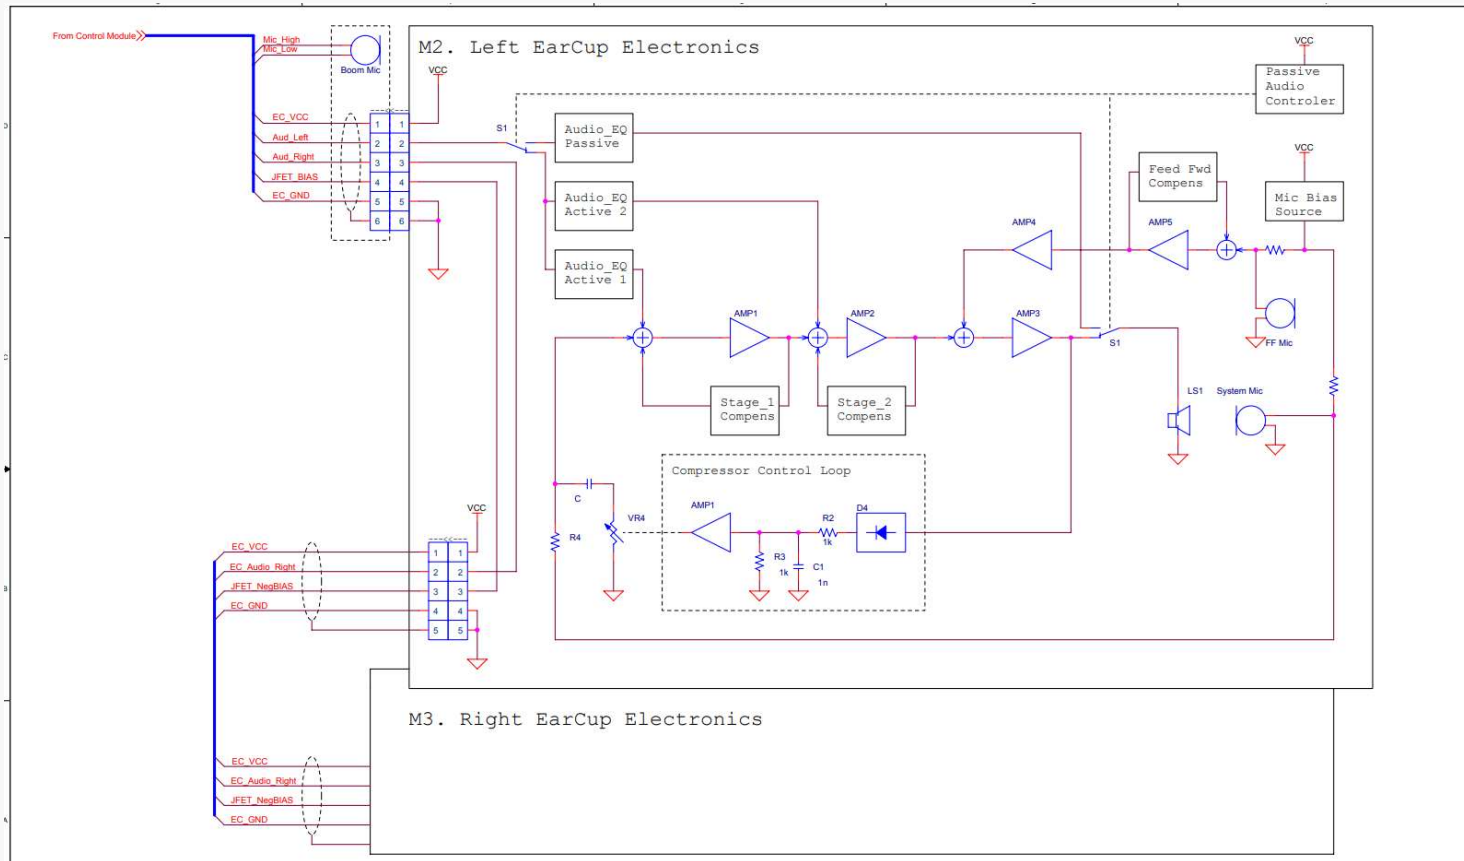 From Control Module
Mic_High
Mic_Low
Boom Mic
M2. Left EarCup Electronics
VCC
VCC
Passive
Audio
Controler
EC_VCC
Aud_Left
Aud_Right
JFET_BIAS
EC_GND
1 1
2 2
3 3
4 4
5 5
6 6
S1
Audio_EQ
Passive
Audio_EQ
Active 2
Audio_EQ
Active 1
Feed Fwd
Compens
VCC
Mic Bias
Source
AMP4
AMP5
AMP1
AMP2
AMP3
S1
FF Mic
Stage_1
Compens
Stage_2
Compens
LS1
System Mic
Compressor Control Loop
C
VR4
R4
AMP1
R2
1k
D4
R3
1k
C1
1n
VCC
EC_VCC
EC_Audio_Right
JFET_NegBIAS
EC_GND
1 1
2 2
3 3
4 4
5 5
M3. Right EarCup Electronics
EC_VCC
EC_Audio_Right
JFET_NegBIAS
EC_GND